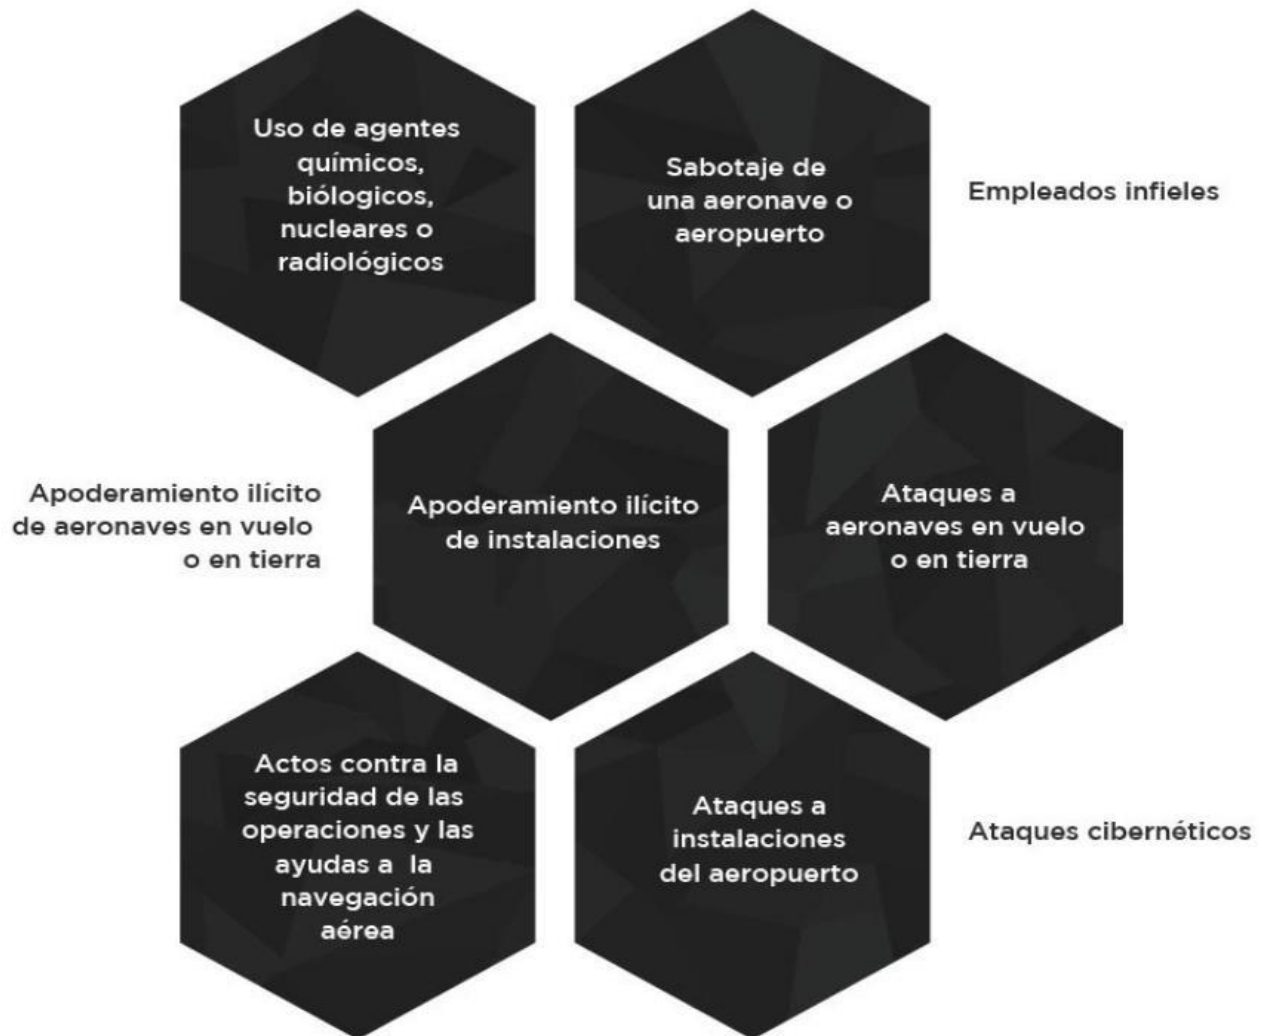 Uso de agentes
químicos,
biólogicos,
nucleares o
radiológicos
Sabotaje de
una aeronave o
aeropuerto
Empleados infieles
Apoderamiento ilícito
de aeronaves en vuelo
o en tierra
Apoderamiento ilícito
de instalaciones
Ataques a
aeronaves en vuelo
o en tierra
Actos contra la
seguridad de las
operaciones y las
ayudas a la
navegación
aérea
Ataques a
instalaciones
del aeropuerto
Ataques cibernéticos